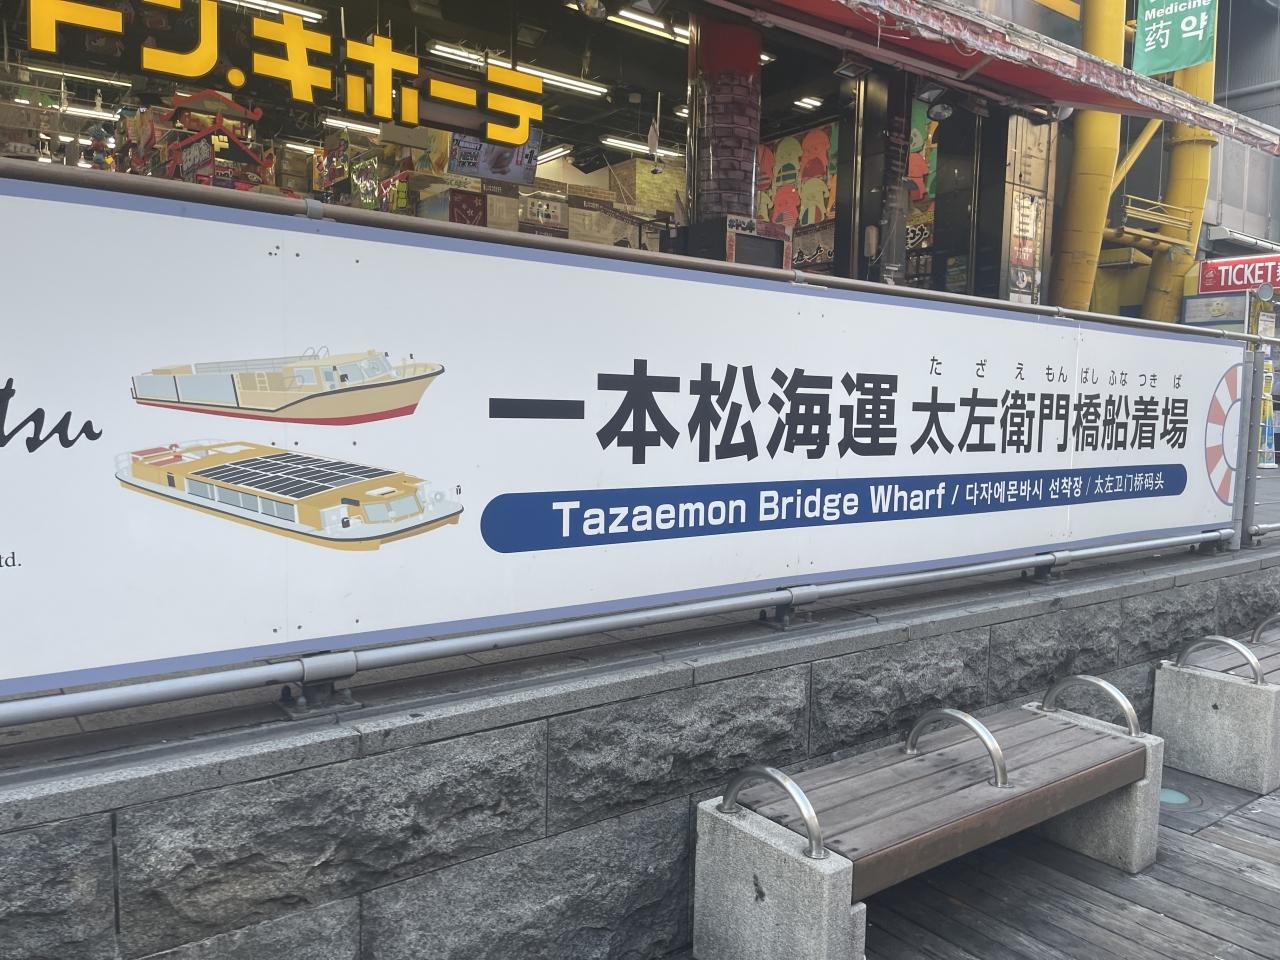 ドン.キホーテ
Medicine
药 약
TICKET
tsu
td.
た ざ え もん ばし ふな つき ば
一本松海運 太左衛門橋船着場
Tazaemon Bridge Wharf / 다자에몬바시 선착장 / 太左卫门桥码头